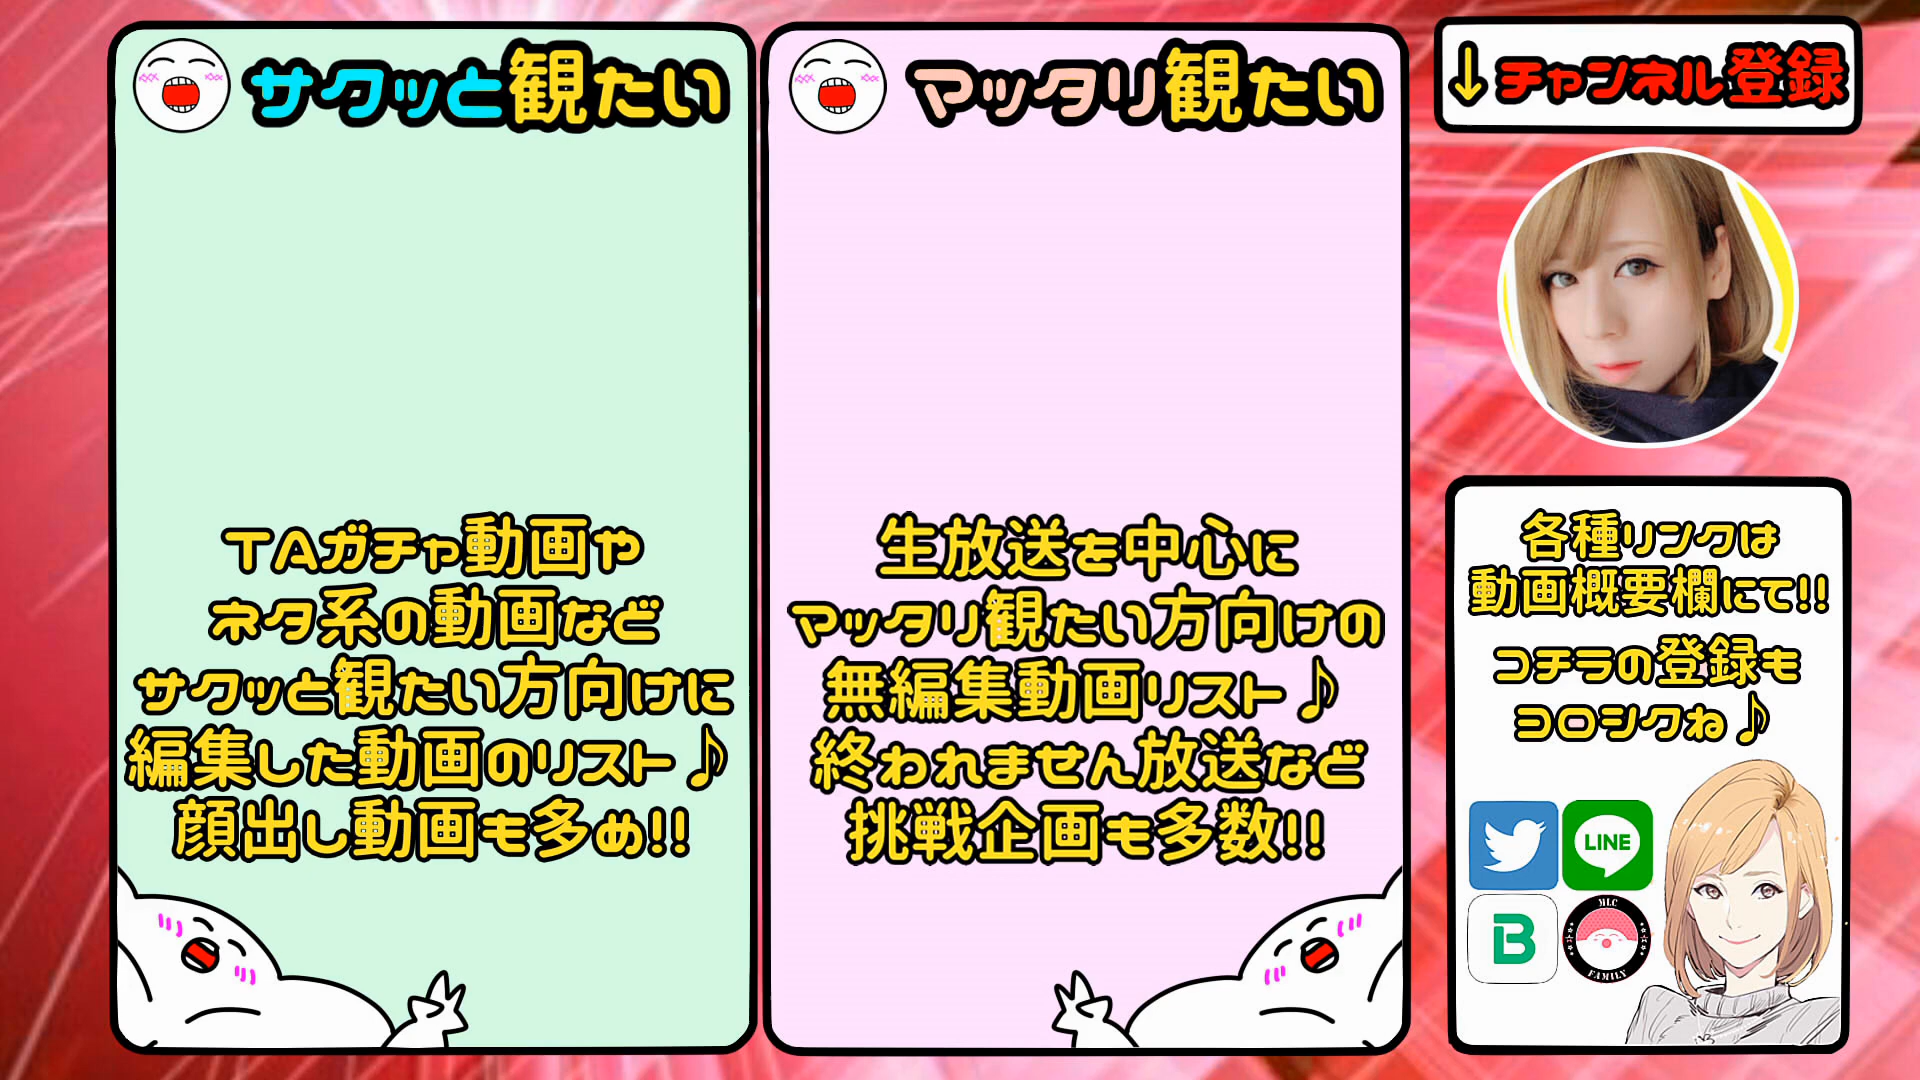 サクッと観たい
TAガチャ動画や
ネタ系の動画など
サクッと観たい方向けに
編集した動画のリスト♪
顔出し動画も多め!!
マッタリ観たい
生放送を中心に
マッタリ観たい方向けの
無編集動画リスト♪
終われません放送など
挑戦企画も多数!!
↓チャンネル登録
各種リンクは
動画概要欄にて!!
コチラの登録も
ヨロシクね♪
LINE
B
MLC
FAMILY